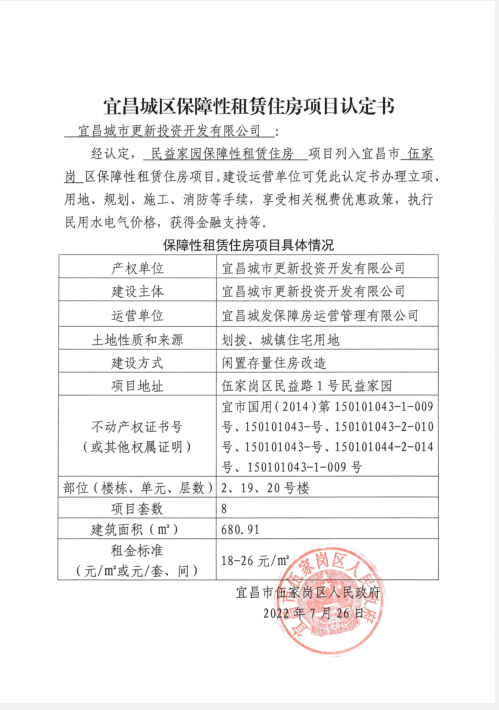 宜昌城区保障性租赁住房项目认定书
宜昌城市更新投资开发有限公司 ：
经认定，民益家园保障性租赁住房 项目列入宜昌市 伍家
岗 区保障性租赁住房项目。建设运营单位可凭此认定书办理立项、
用地、规划、施工、消防等手续，享受相关税费优惠政策，执行
民用水电气价格，获得金融支持等。
保障性租赁住房项目具体情况
产权单位 宜昌城市更新投资开发有限公司
建设主体 宜昌城市更新投资开发有限公司
运营单位 宜昌城发保障房运营管理有限公司
土地性质和来源 划拨、城镇住宅用地
建设方式 闲置存量住房改造
项目地址 伍家岗区民益路1号民益家园
不动产权证书号
（或其他权属证明）
宜市国用(2014)第150101043-1-009
号、150101043-号、150101043-2-010
号、150101043-号、150101044-2-014
号、150101043-1-009号
部位（楼栋、单元、层数） 2、19、20号楼
项目套数 8
建筑面积（㎡） 680.91
租金标准
（元/㎡或元/套、间）
18-26元/㎡
宜昌市伍家岗区人民政府
2022年7月26日
宜昌市伍家岗区人民政府